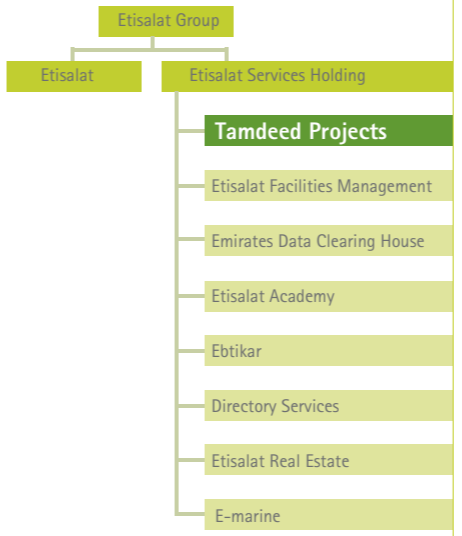 Etisalat Group
Etisalat
Etisalat Services Holding
Tamdeed Projects
Etisalat Facilities Management
Emirates Data Clearing House
Etisalat Academy
Ebtikar
Directory Services
Etisalat Real Estate
E-marine